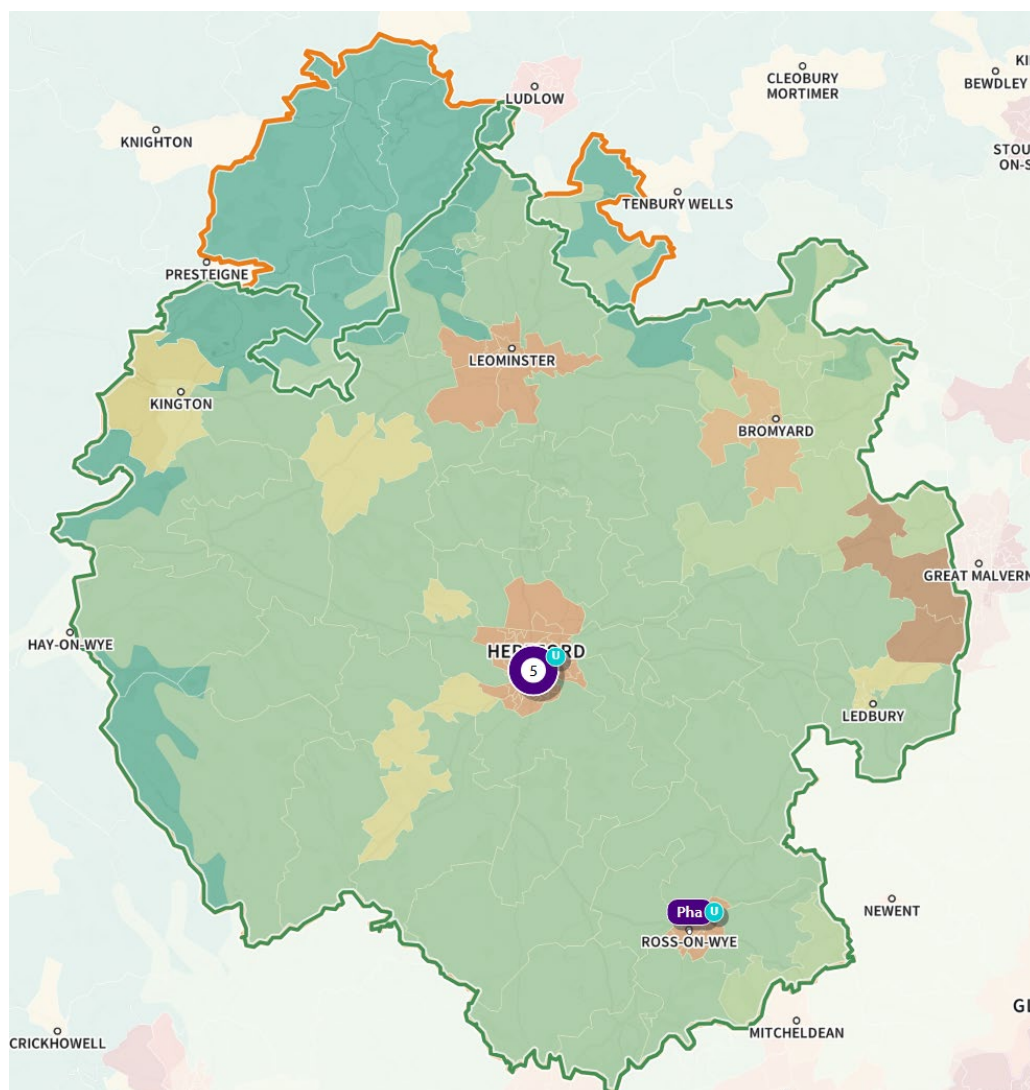 LUDLOW
CLEOBURY
MORTIMER
BEWDLEY
KNIGHTON
TENBURY WELLS
PRESTEIGNE
LEOMINSTER
KINGTON
BROMYARD
GREAT MALVERN
HAY-ON-WYE
U
5
LEDBURY
Pha U
NEWENT
ROSS-ON-WYE
MITCHELDEAN
CRICKHOWELL